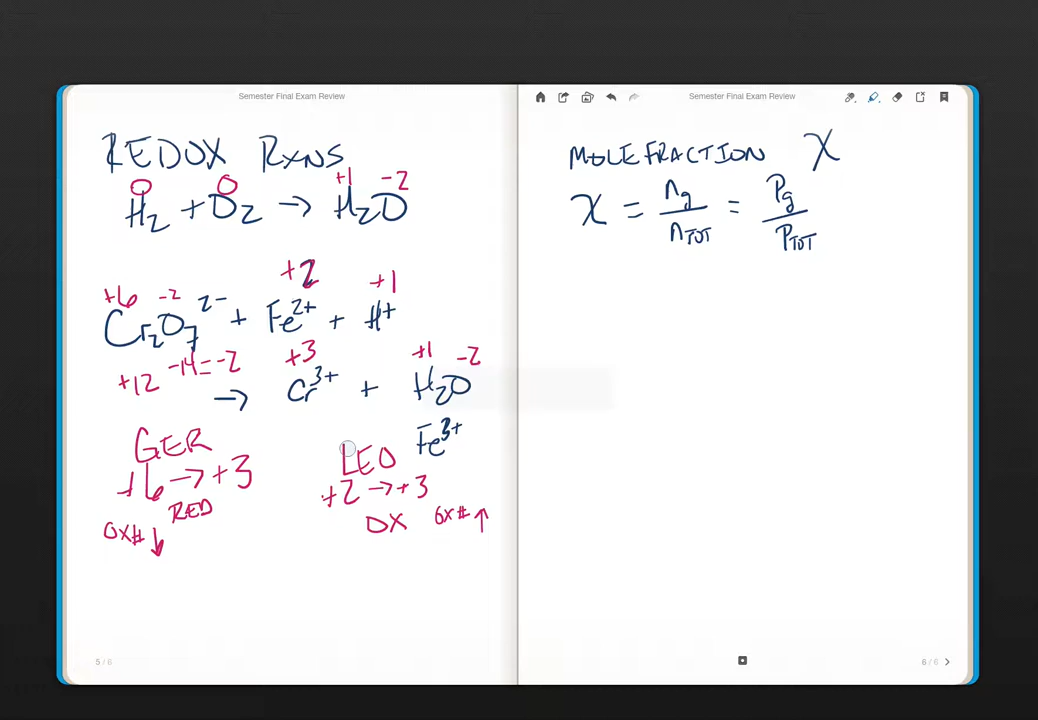 Semester Final Exam Review
REDOX RXNS
0 0 +1 -2
H2 + O2 → H2O
+2
+6 -2 +1
Cr2O7 2- + Fe2+ + H+
+12 -14=-2 +3 +1 -2
→ Cr3+ + H2O
Fe3+
GER LEO
+6 → +3 +2 → +3
RED OX OX# ↑
OX# ↓
5 / 6
Semester Final Exam Review
MOLE FRACTION χ
χ = ng/nTOT = Pg/PTOT
6 / 6